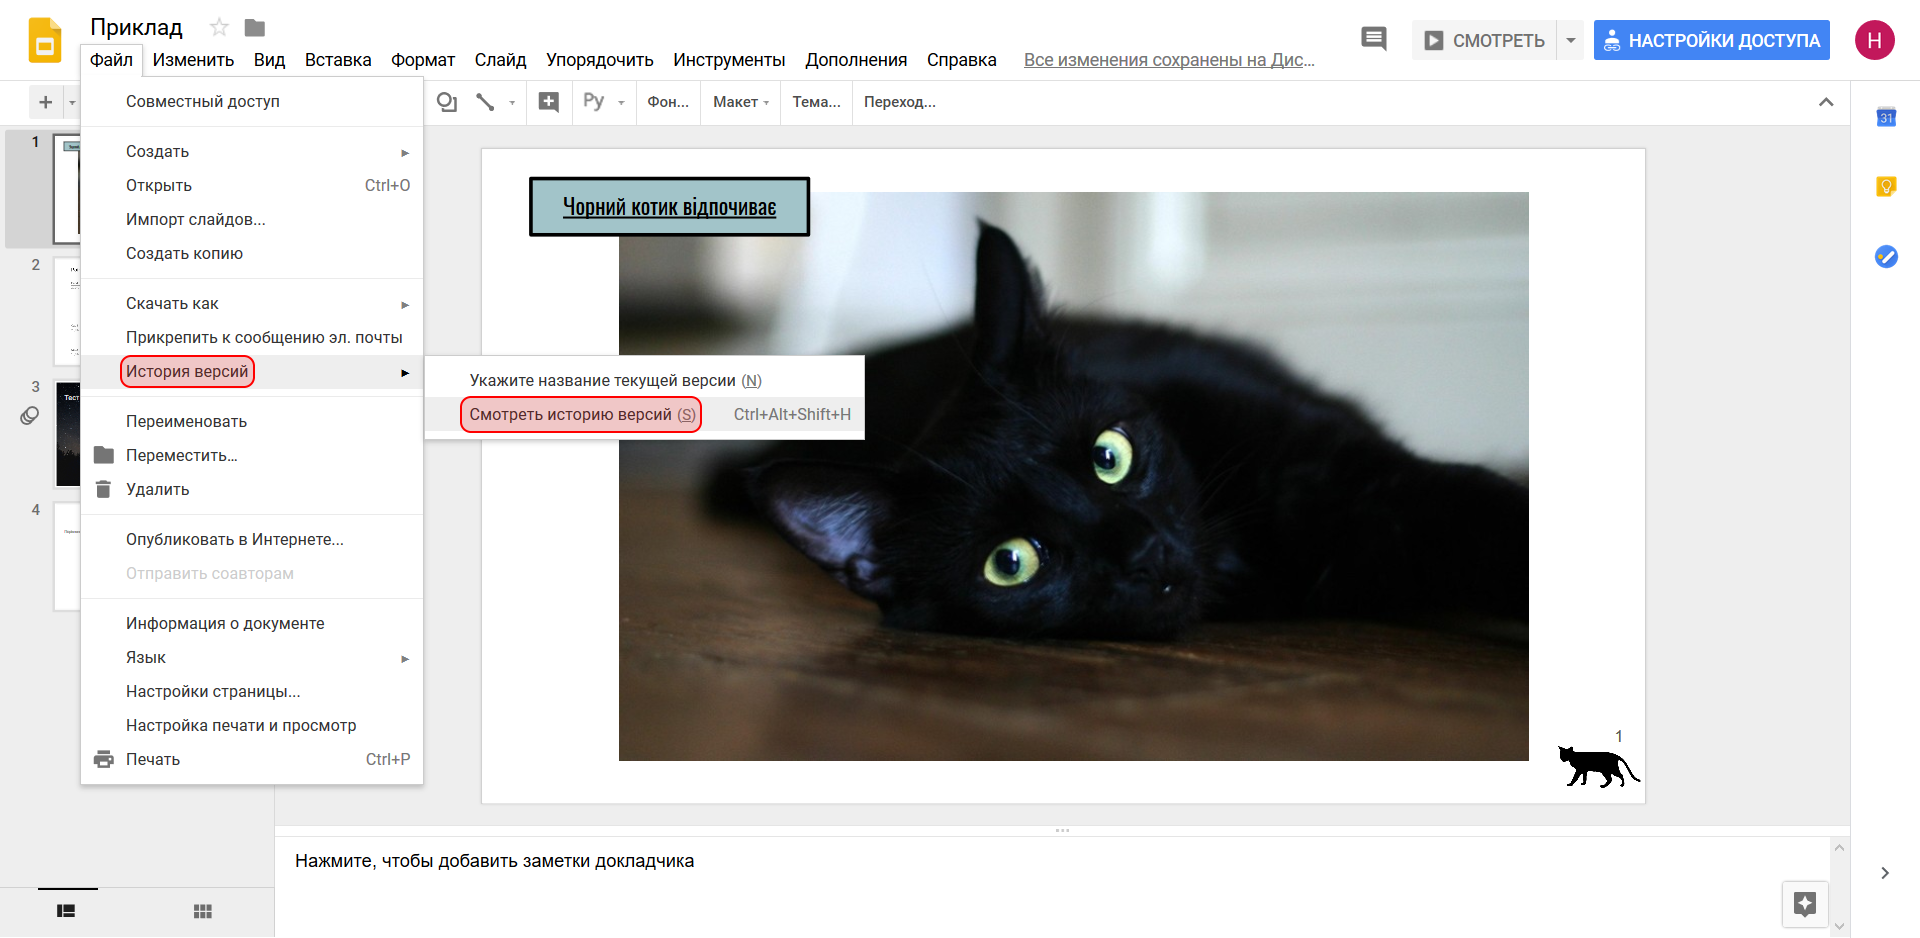 Приклад
Файл Изменить Вид Вставка Формат Слайд Упорядочить Инструменты Дополнения Справка Все изменения сохранены на Дис...
СМОТРЕТЬ
НАСТРОЙКИ ДОСТУПА
Н
Py Фон... Макет Тема... Переход...
31
Совместный доступ
Создать
Открыть Ctrl+O
Импорт слайдов...
Создать копию
Скачать как
Прикрепить к сообщению эл. почты
История версий
Переименовать
Переместить...
Удалить
Опубликовать в Интернете...
Отправить соавторам
Информация о документе
Язык
Настройки страницы...
Настройка печати и просмотр
Печать Ctrl+P
Укажите название текущей версии (N)
Смотреть историю версий (S) Ctrl+Alt+Shift+H
1
2
3
Тест
4
Чорний котик відпочиває
1
Нажмите, чтобы добавить заметки докладчика